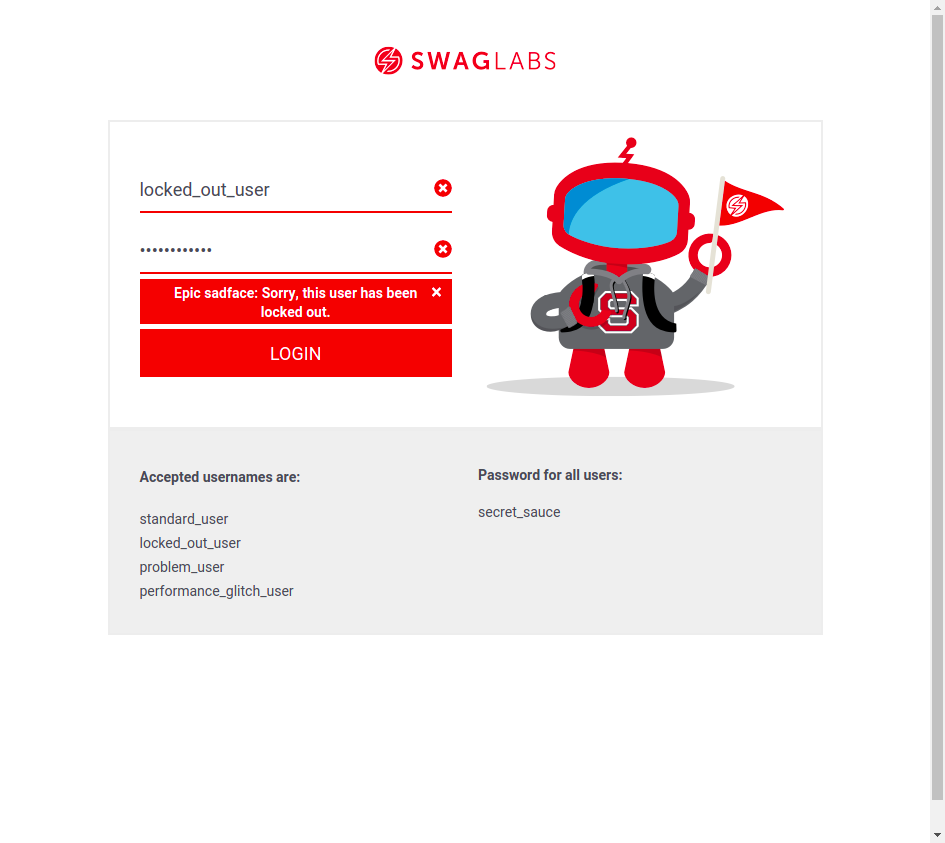 SWAGLABS
locked_out_user
••••••••••••
Epic sadface: Sorry, this user has been
locked out.
LOGIN
S
Accepted usernames are:
standard_user
locked_out_user
problem_user
performance_glitch_user
Password for all users:
secret_sauce